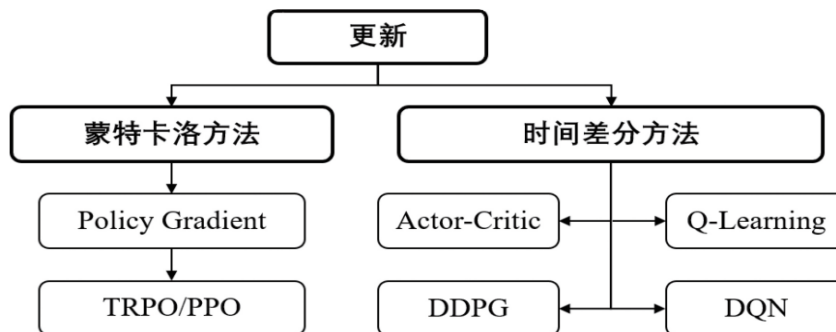 更新
蒙特卡洛方法
时间差分方法
Policy Gradient
Actor-Critic
Q-Learning
TRPO/PPO
DDPG
DQN